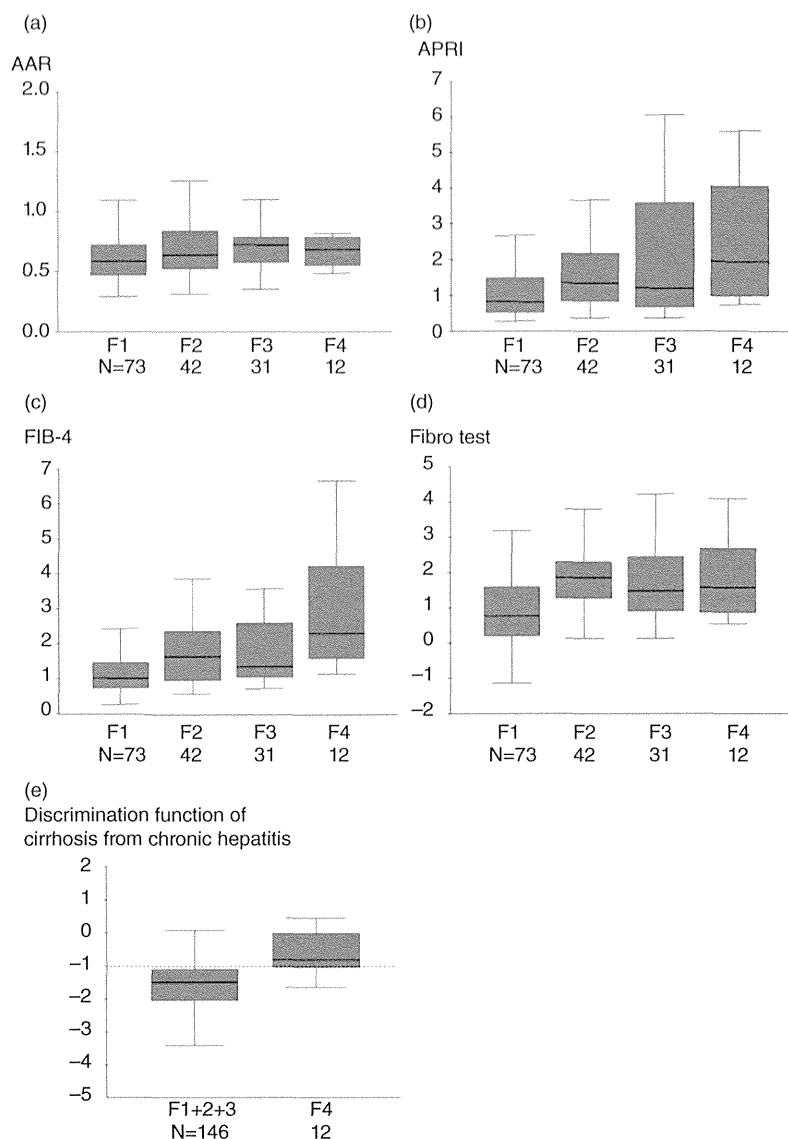 (a)
AAR
2.0
1.5
1.0
0.5
0.0
F1 F2 F3 F4
N=73 42 31 12
(b)
APRI
7
6
5
4
3
2
1
0
F1 F2 F3 F4
N=73 42 31 12
(c)
FIB-4
7
6
5
4
3
2
1
0
F1 F2 F3 F4
N=73 42 31 12
(d)
Fibro test
5
4
3
2
1
0
−1
−2
F1 F2 F3 F4
N=73 42 31 12
(e)
Discrimination function of
cirrhosis from chronic hepatitis
2
1
0
−1
−2
−3
−4
−5
F1+2+3 F4
N=146 12